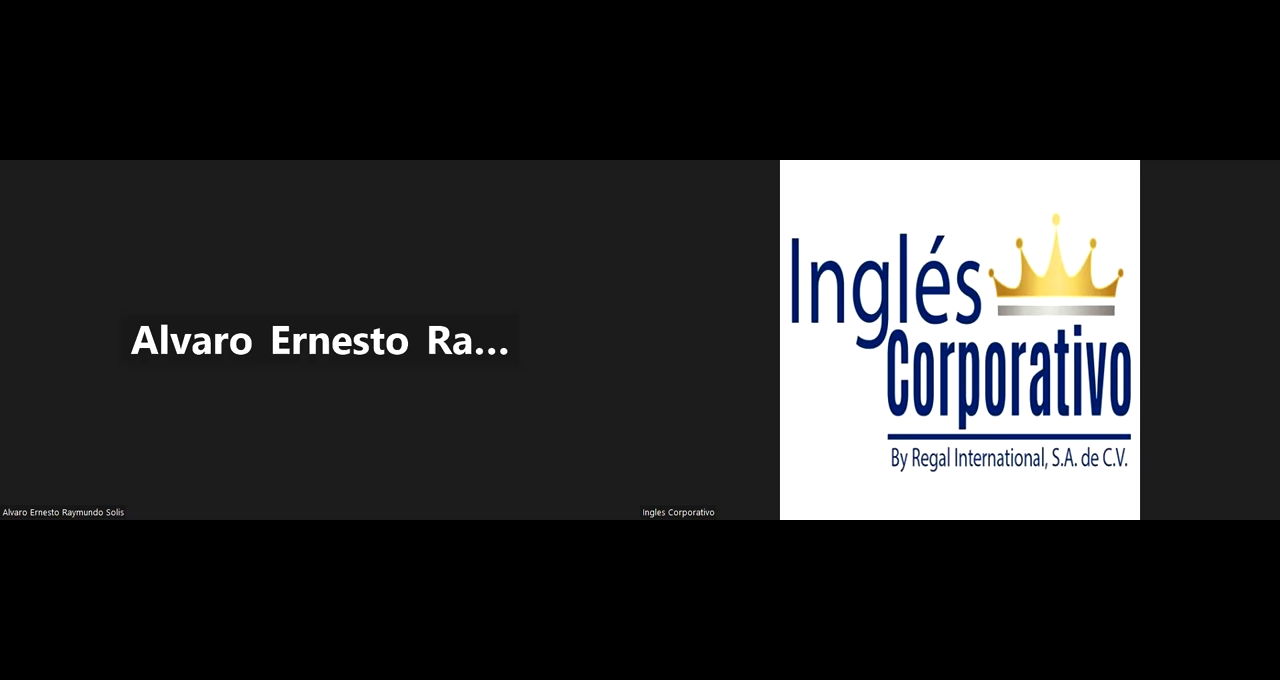 Alvaro Ernesto Ra...
Alvaro Ernesto Raymundo Solis
Inglés
Corporativo
By Regal International, S.A. de C.V.
Ingles Corporativo